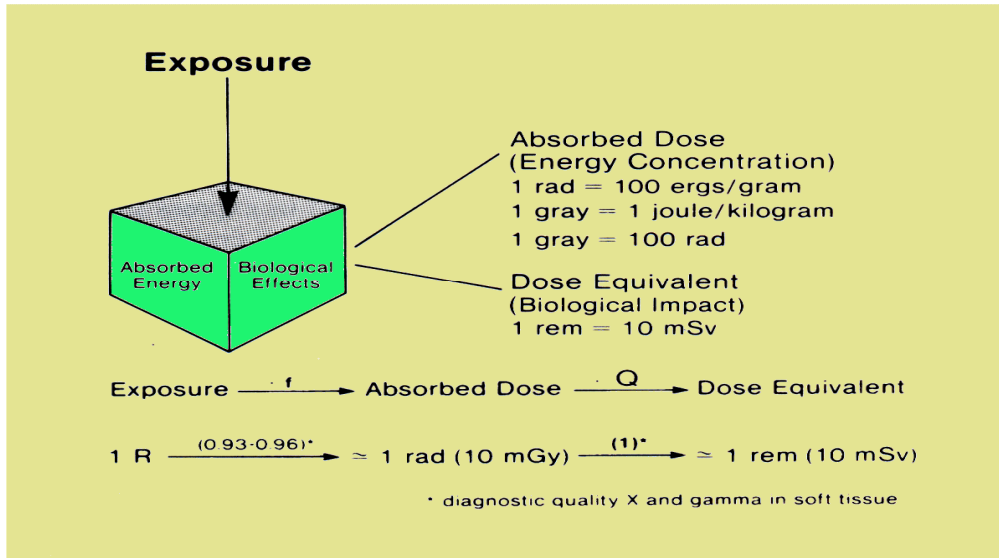 Exposure
Absorbed Dose
(Energy Concentration)
1 rad = 100 ergs/gram
1 gray = 1 joule/kilogram
1 gray = 100 rad
Absorbed
Energy
Biological
Effects
Dose Equivalent
(Biological Impact)
1 rem = 10 mSv
Exposure f Absorbed Dose Q Dose Equivalent
1 R (0.93-0.96)* ≃ 1 rad (10 mGy) (1)* ≃ 1 rem (10 mSv)
* diagnostic quality X and gamma in soft tissue